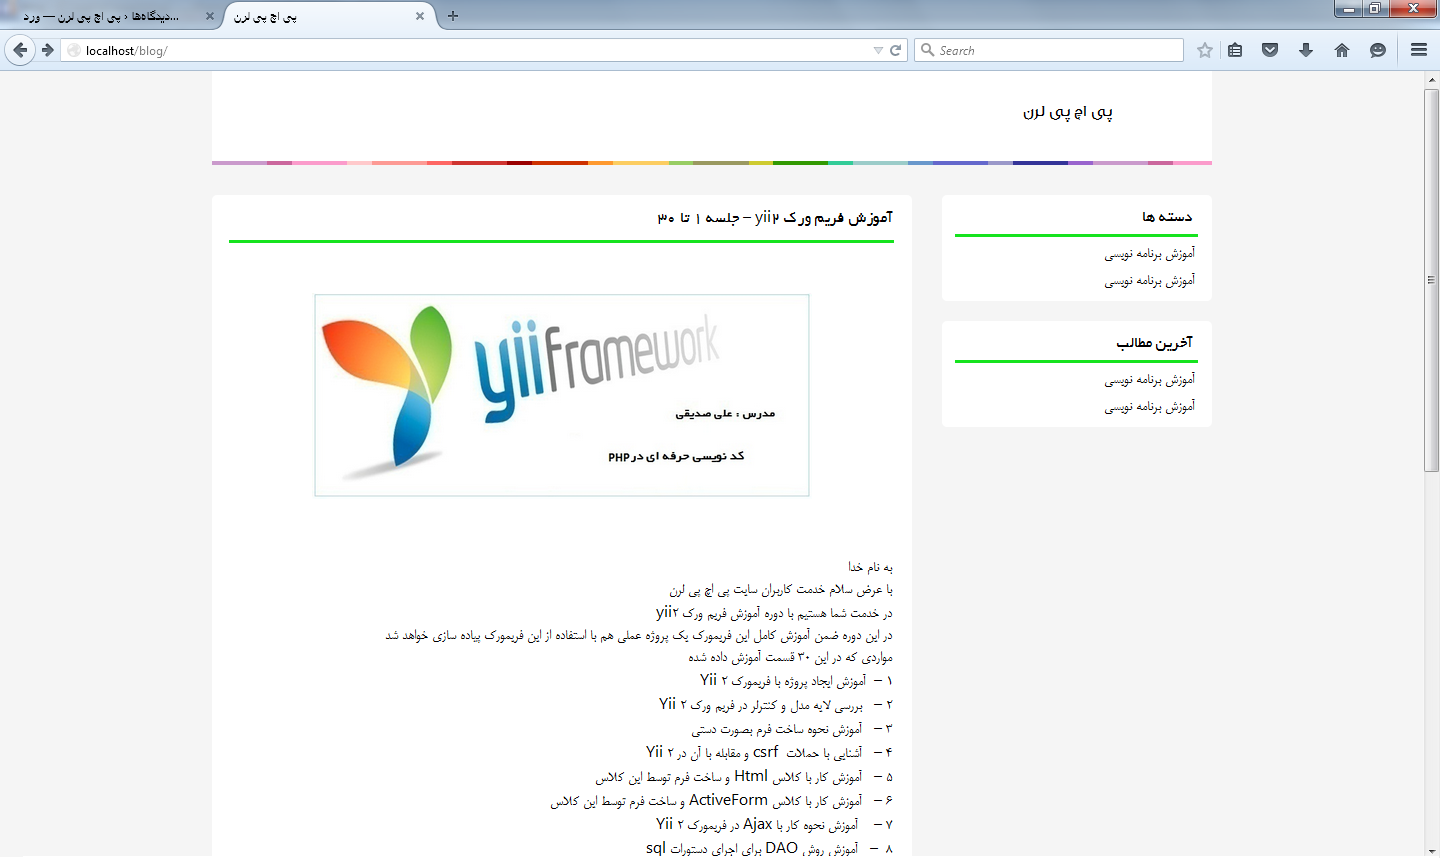 دیدگاه‌ها ‹ پی اچ پی لرن — ورد...
پی اچ پی لرن
localhost/blog/
Search
پی اچ پی لرن
دسته ها
آموزش برنامه نویسی
آموزش برنامه نویسی
آخرین مطالب
آموزش برنامه نویسی
آموزش برنامه نویسی
آموزش فریم ورک yii۲ – جلسه ۱ تا ۳۰
yiiframework
مدرس : علی صدیقی
کد نویسی حرفه ای در PHP
به نام خدا
با عرض سلام خدمت کاربران سایت پی اچ پی لرن
در خدمت شما هستیم با دوره آموزش فریم ورک yii۲
در این دوره ضمن آموزش کامل این فریمورک یک پروژه عملی هم با استفاده از این فریمورک پیاده سازی خواهد شد
مواردی که در این ۳۰ قسمت آموزش داده شده
۱ – آموزش ایجاد پروژه با فریمورک Yii ۲
۲ – بررسی لایه مدل و کنترلر در فریم ورک Yii ۲
۳ – آموزش نحوه ساخت فرم بصورت دستی
۴ – آشنایی با حملات csrf و مقابله با آن در Yii ۲
۵ – آموزش کار با کلاس Html و ساخت فرم توسط این کلاس
۶ – آموزش کار با کلاس ActiveForm و ساخت فرم توسط این کلاس
۷ – آموزش نحوه کار با Ajax در فریمورک Yii ۲
۸ – آموزش روش DAO برای اجرای دستورات sql